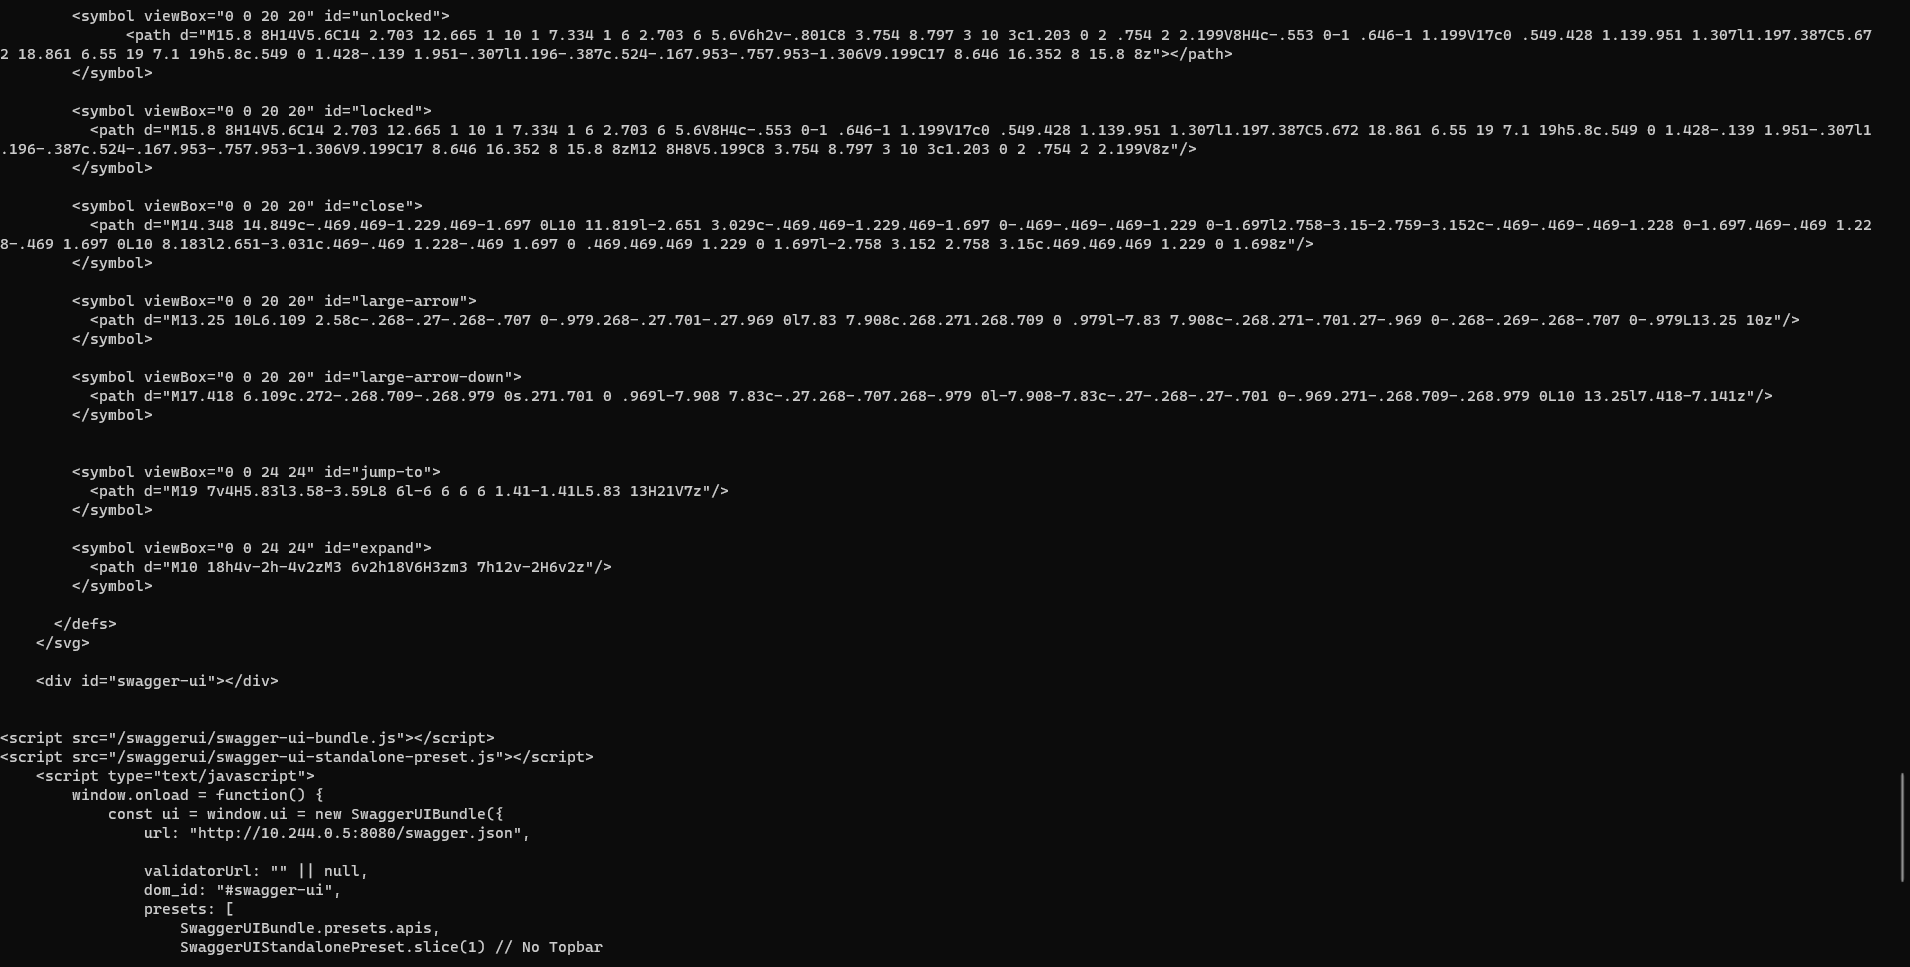 <symbol viewBox="0 0 20 20" id="unlocked">
<path d="M15.8 8H14V5.6C14 2.703 12.665 1 10 1 7.334 1 6 2.703 6 5.6V6h2v-.801C8 3.754 8.797 3 10 3c1.203 0 2 .754 2 2.199V8H4c-.553 0-1 .646-1 1.199V17c0 .549.428 1.139.951 1.307l1.197.387C5.67
2 18.861 6.55 19 7.1 19h5.8c.549 0 1.428-.139 1.951-.307l1.196-.387c.524-.167.953-.757.953-1.306V9.199C17 8.646 16.352 8 15.8 8z"></path>
</symbol>
<symbol viewBox="0 0 20 20" id="locked">
<path d="M15.8 8H14V5.6C14 2.703 12.665 1 10 1 7.334 1 6 2.703 6 5.6V8H4c-.553 0-1 .646-1 1.199V17c0 .549.428 1.139.951 1.307l1.197.387C5.672 18.861 6.55 19 7.1 19h5.8c.549 0 1.428-.139 1.951-.307l1
.196-.387c.524-.167.953-.757.953-1.306V9.199C17 8.646 16.352 8 15.8 8zM12 8H8V5.199C8 3.754 8.797 3 10 3c1.203 0 2 .754 2 2.199V8z"/>
</symbol>
<symbol viewBox="0 0 20 20" id="close">
<path d="M14.348 14.849c-.469.469-1.229.469-1.697 0L10 11.819l-2.651 3.029c-.469.469-1.229.469-1.697 0-.469-.469-.469-1.229 0-1.697l2.758-3.15-2.759-3.152c-.469-.469-.469-1.228 0-1.697.469-.469 1.22
8-.469 1.697 0L10 8.183l2.651-3.031c.469-.469 1.228-.469 1.697 0 .469.469.469 1.229 0 1.697l-2.758 3.152 2.758 3.15c.469.469.469 1.229 0 1.698z"/>
</symbol>
<symbol viewBox="0 0 20 20" id="large-arrow">
<path d="M13.25 10L6.109 2.58c-.268-.27-.268-.707 0-.979.268-.27.701-.27.969 0l7.83 7.908c.268.271.268.709 0 .979l-7.83 7.908c-.268.271-.701.27-.969 0-.268-.269-.268-.707 0-.979L13.25 10z"/>
</symbol>
<symbol viewBox="0 0 20 20" id="large-arrow-down">
<path d="M17.418 6.109c.272-.268.709-.268.979 0s.271.701 0 .969l-7.908 7.83c-.27.268-.707.268-.979 0l-7.908-7.83c-.27-.268-.27-.701 0-.969.271-.268.709-.268.979 0L10 13.25l7.418-7.141z"/>
</symbol>
<symbol viewBox="0 0 24 24" id="jump-to">
<path d="M19 7v4H5.83l3.58-3.59L8 6l-6 6 6 6 1.41-1.41L5.83 13H21V7z"/>
</symbol>
<symbol viewBox="0 0 24 24" id="expand">
<path d="M10 18h4v-2h-4v2zM3 6v2h18V6H3zm3 7h12v-2H6v2z"/>
</symbol>
</defs>
</svg>
<div id="swagger-ui"></div>
<script src="/swaggerui/swagger-ui-bundle.js"></script>
<script src="/swaggerui/swagger-ui-standalone-preset.js"></script>
<script type="text/javascript">
window.onload = function() {
const ui = window.ui = new SwaggerUIBundle({
url: "http://10.244.0.5:8080/swagger.json",
validatorUrl: "" || null,
dom_id: "#swagger-ui",
presets: [
SwaggerUIBundle.presets.apis,
SwaggerUIStandalonePreset.slice(1) // No Topbar